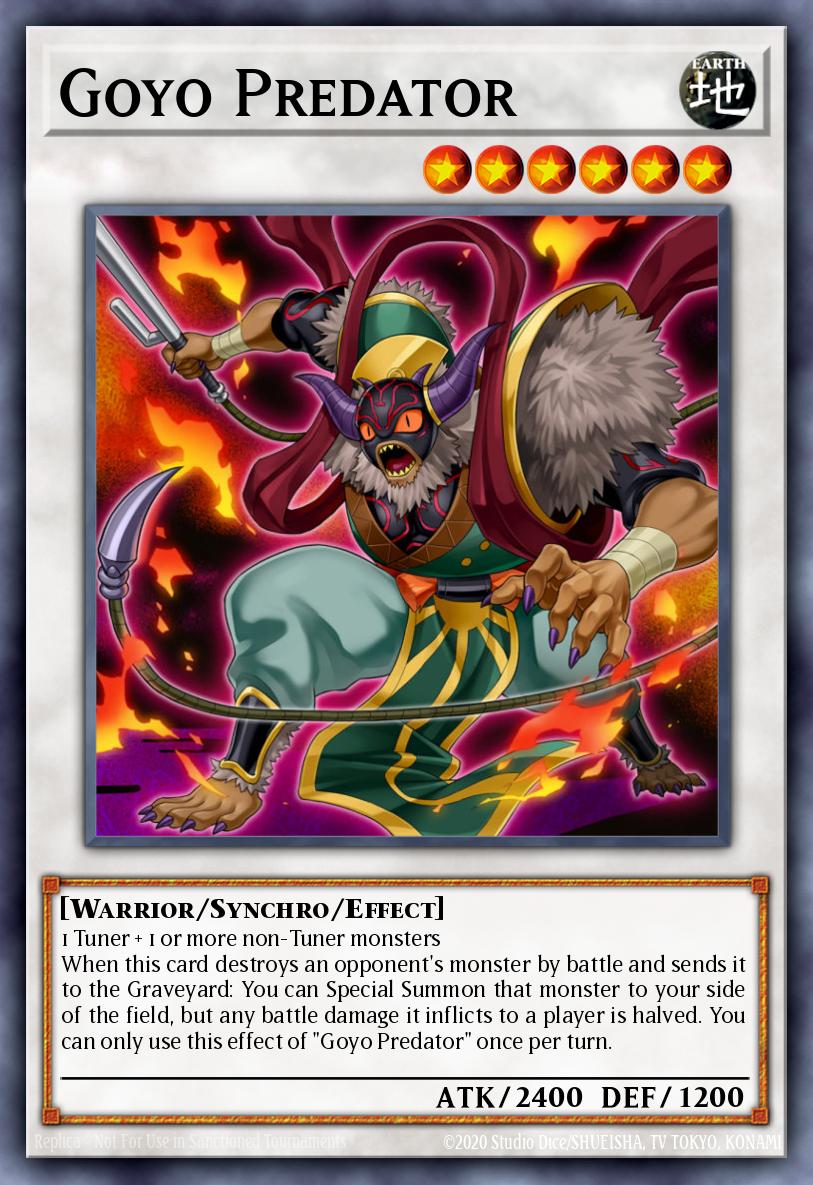 Goyo Predator
EARTH
地
[Warrior/Synchro/Effect]
1 Tuner + 1 or more non-Tuner monsters
When this card destroys an opponent's monster by battle and sends it
to the Graveyard: You can Special Summon that monster to your side
of the field, but any battle damage it inflicts to a player is halved. You
can only use this effect of "Goyo Predator" once per turn.
ATK/2400 DEF/1200
Replica - Not For Use in Sanctioned Tournaments
©2020 Studio Dice/SHUEISHA, TV TOKYO, KONAMI